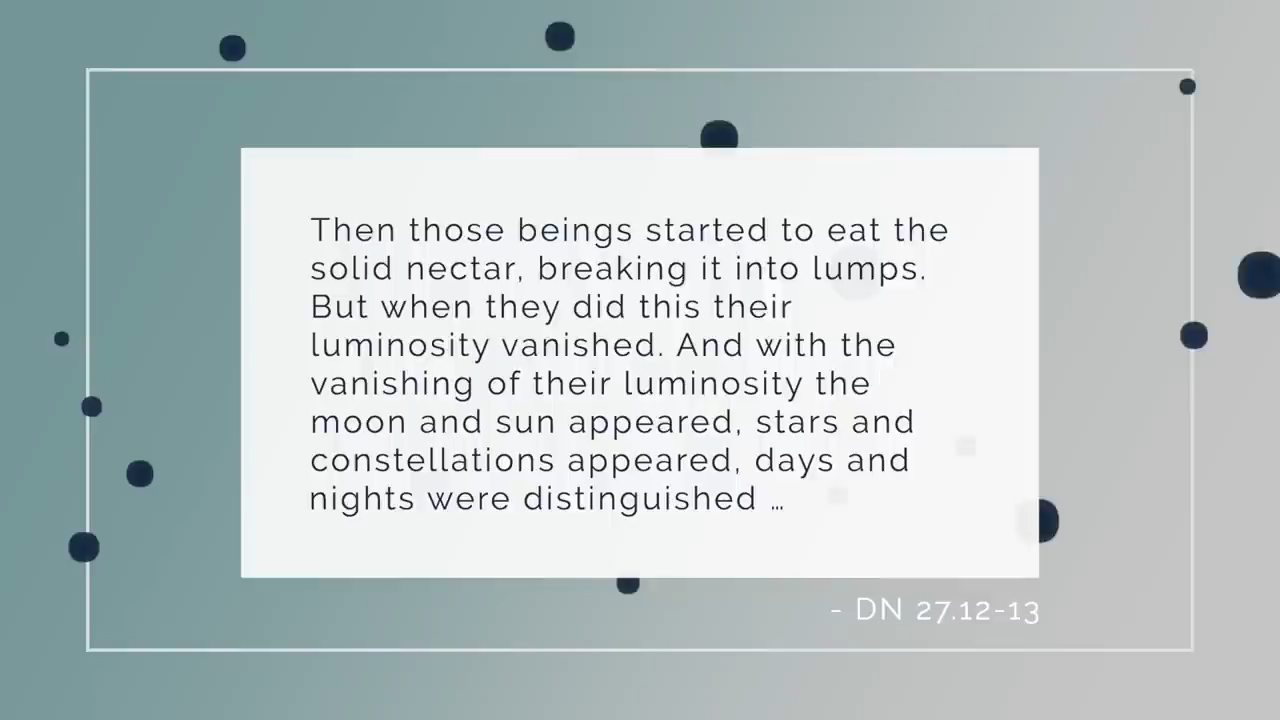 Then those beings started to eat the
solid nectar, breaking it into lumps.
But when they did this their
luminosity vanished. And with the
vanishing of their luminosity the
moon and sun appeared, stars and
constellations appeared, days and
nights were distinguished …
- DN 27.12-13